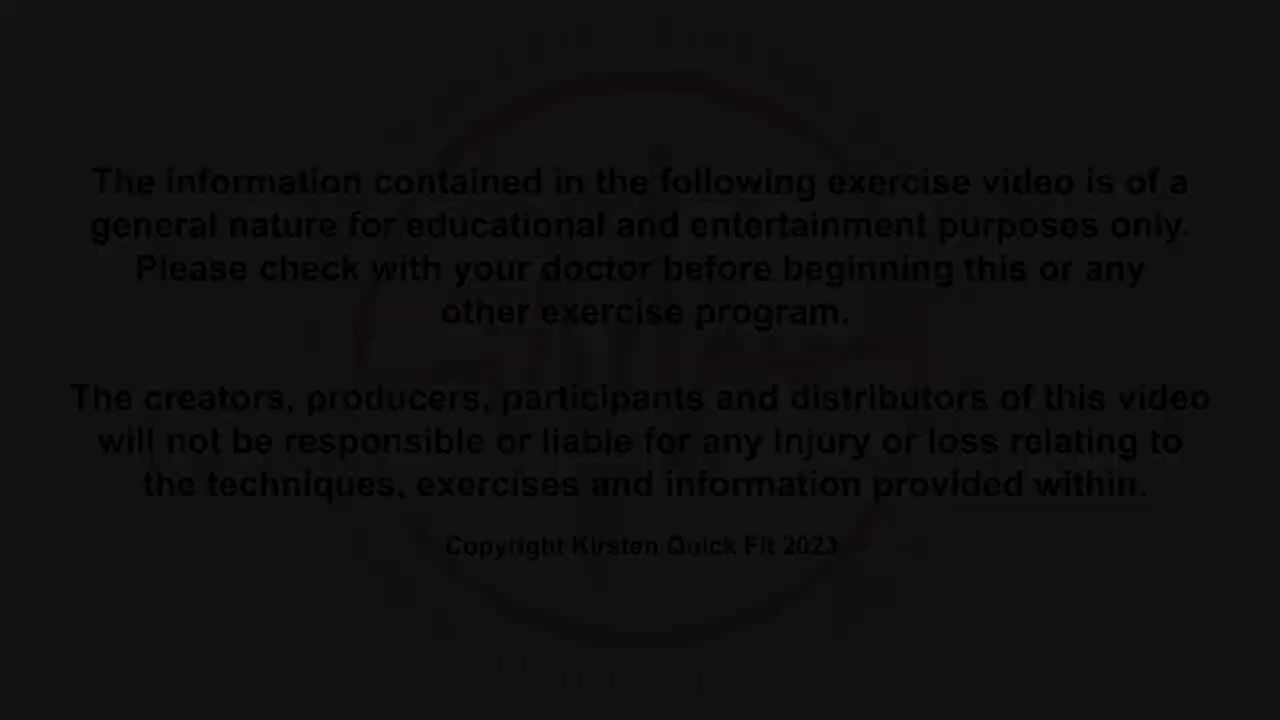 The information contained in the following exercise video is of a
general nature for educational and entertainment purposes only.
Please check with your doctor before beginning this or any
other exercise program.
The creators, producers, participants and distributors of this video
will not be responsible or liable for any injury or loss relating to
the techniques, exercises and information provided within.
Copyright Kirsten Quick Fit 2023